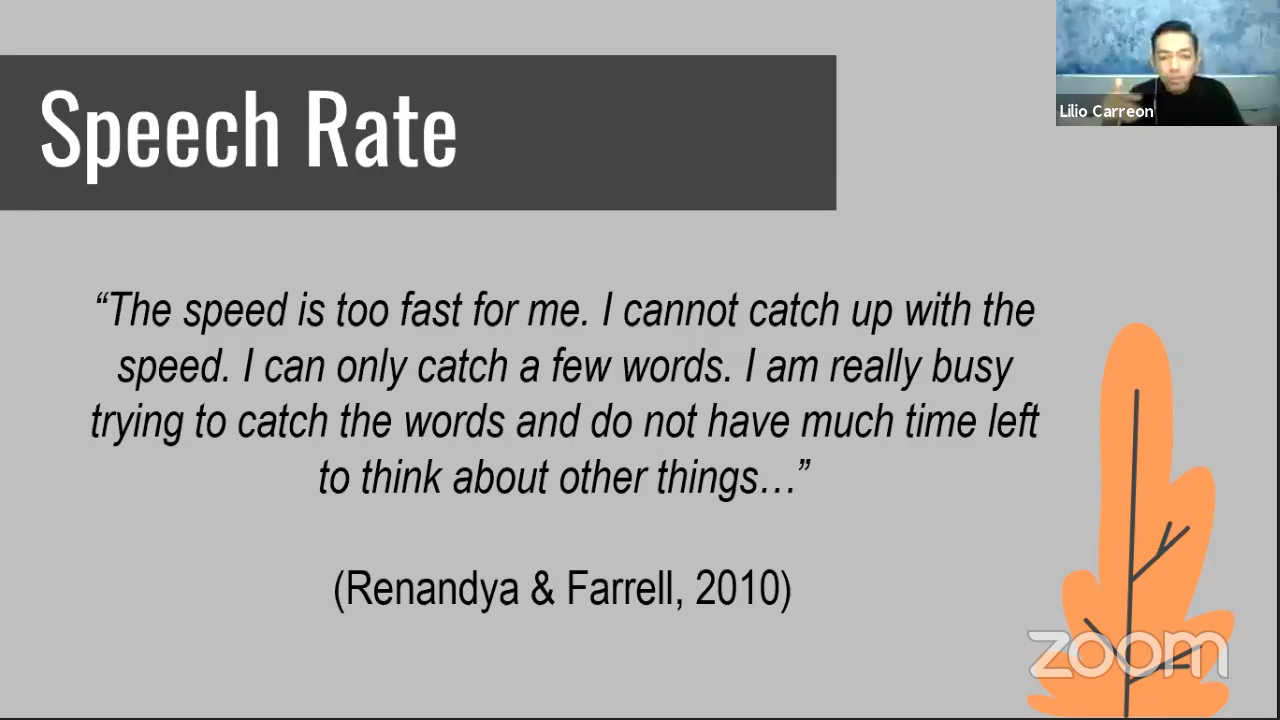 Speech Rate
Lilio Carreon
“The speed is too fast for me. I cannot catch up with the
speed. I can only catch a few words. I am really busy
trying to catch the words and do not have much time left
to think about other things…”
(Renandya & Farrell, 2010)
zoom